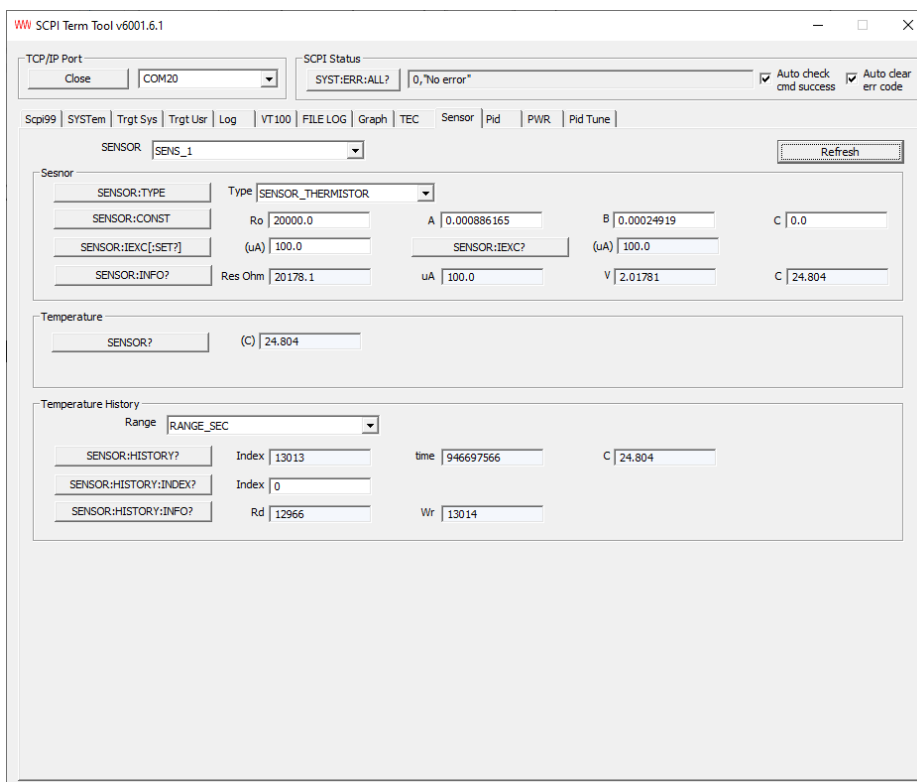 WW SCPI Term Tool v6001.6.1
TCP/IP Port
Close COM20
SCPI Status
SYST:ERR:ALL? 0,"No error" Auto check cmd success Auto clear err code
Scpi99 SYSTem Trgt Sys Trgt Usr Log VT100 FILE LOG Graph TEC Sensor Pid PWR Pid Tune
SENSOR SENS_1 Refresh
Sesnor
SENSOR:TYPE Type SENSOR_THERMISTOR
SENSOR:CONST Ro 20000.0 A 0.000886165 B 0.00024919 C 0.0
SENSOR:IEXC[:SET?] (uA) 100.0 SENSOR:IEXC? (uA) 100.0
SENSOR:INFO? Res Ohm 20178.1 uA 100.0 V 2.01781 C 24.804
Temperature
SENSOR? (C) 24.804
Temperature History
Range RANGE_SEC
SENSOR:HISTORY? Index 13013 time 946697566 C 24.804
SENSOR:HISTORY:INDEX? Index 0
SENSOR:HISTORY:INFO? Rd 12966 Wr 13014